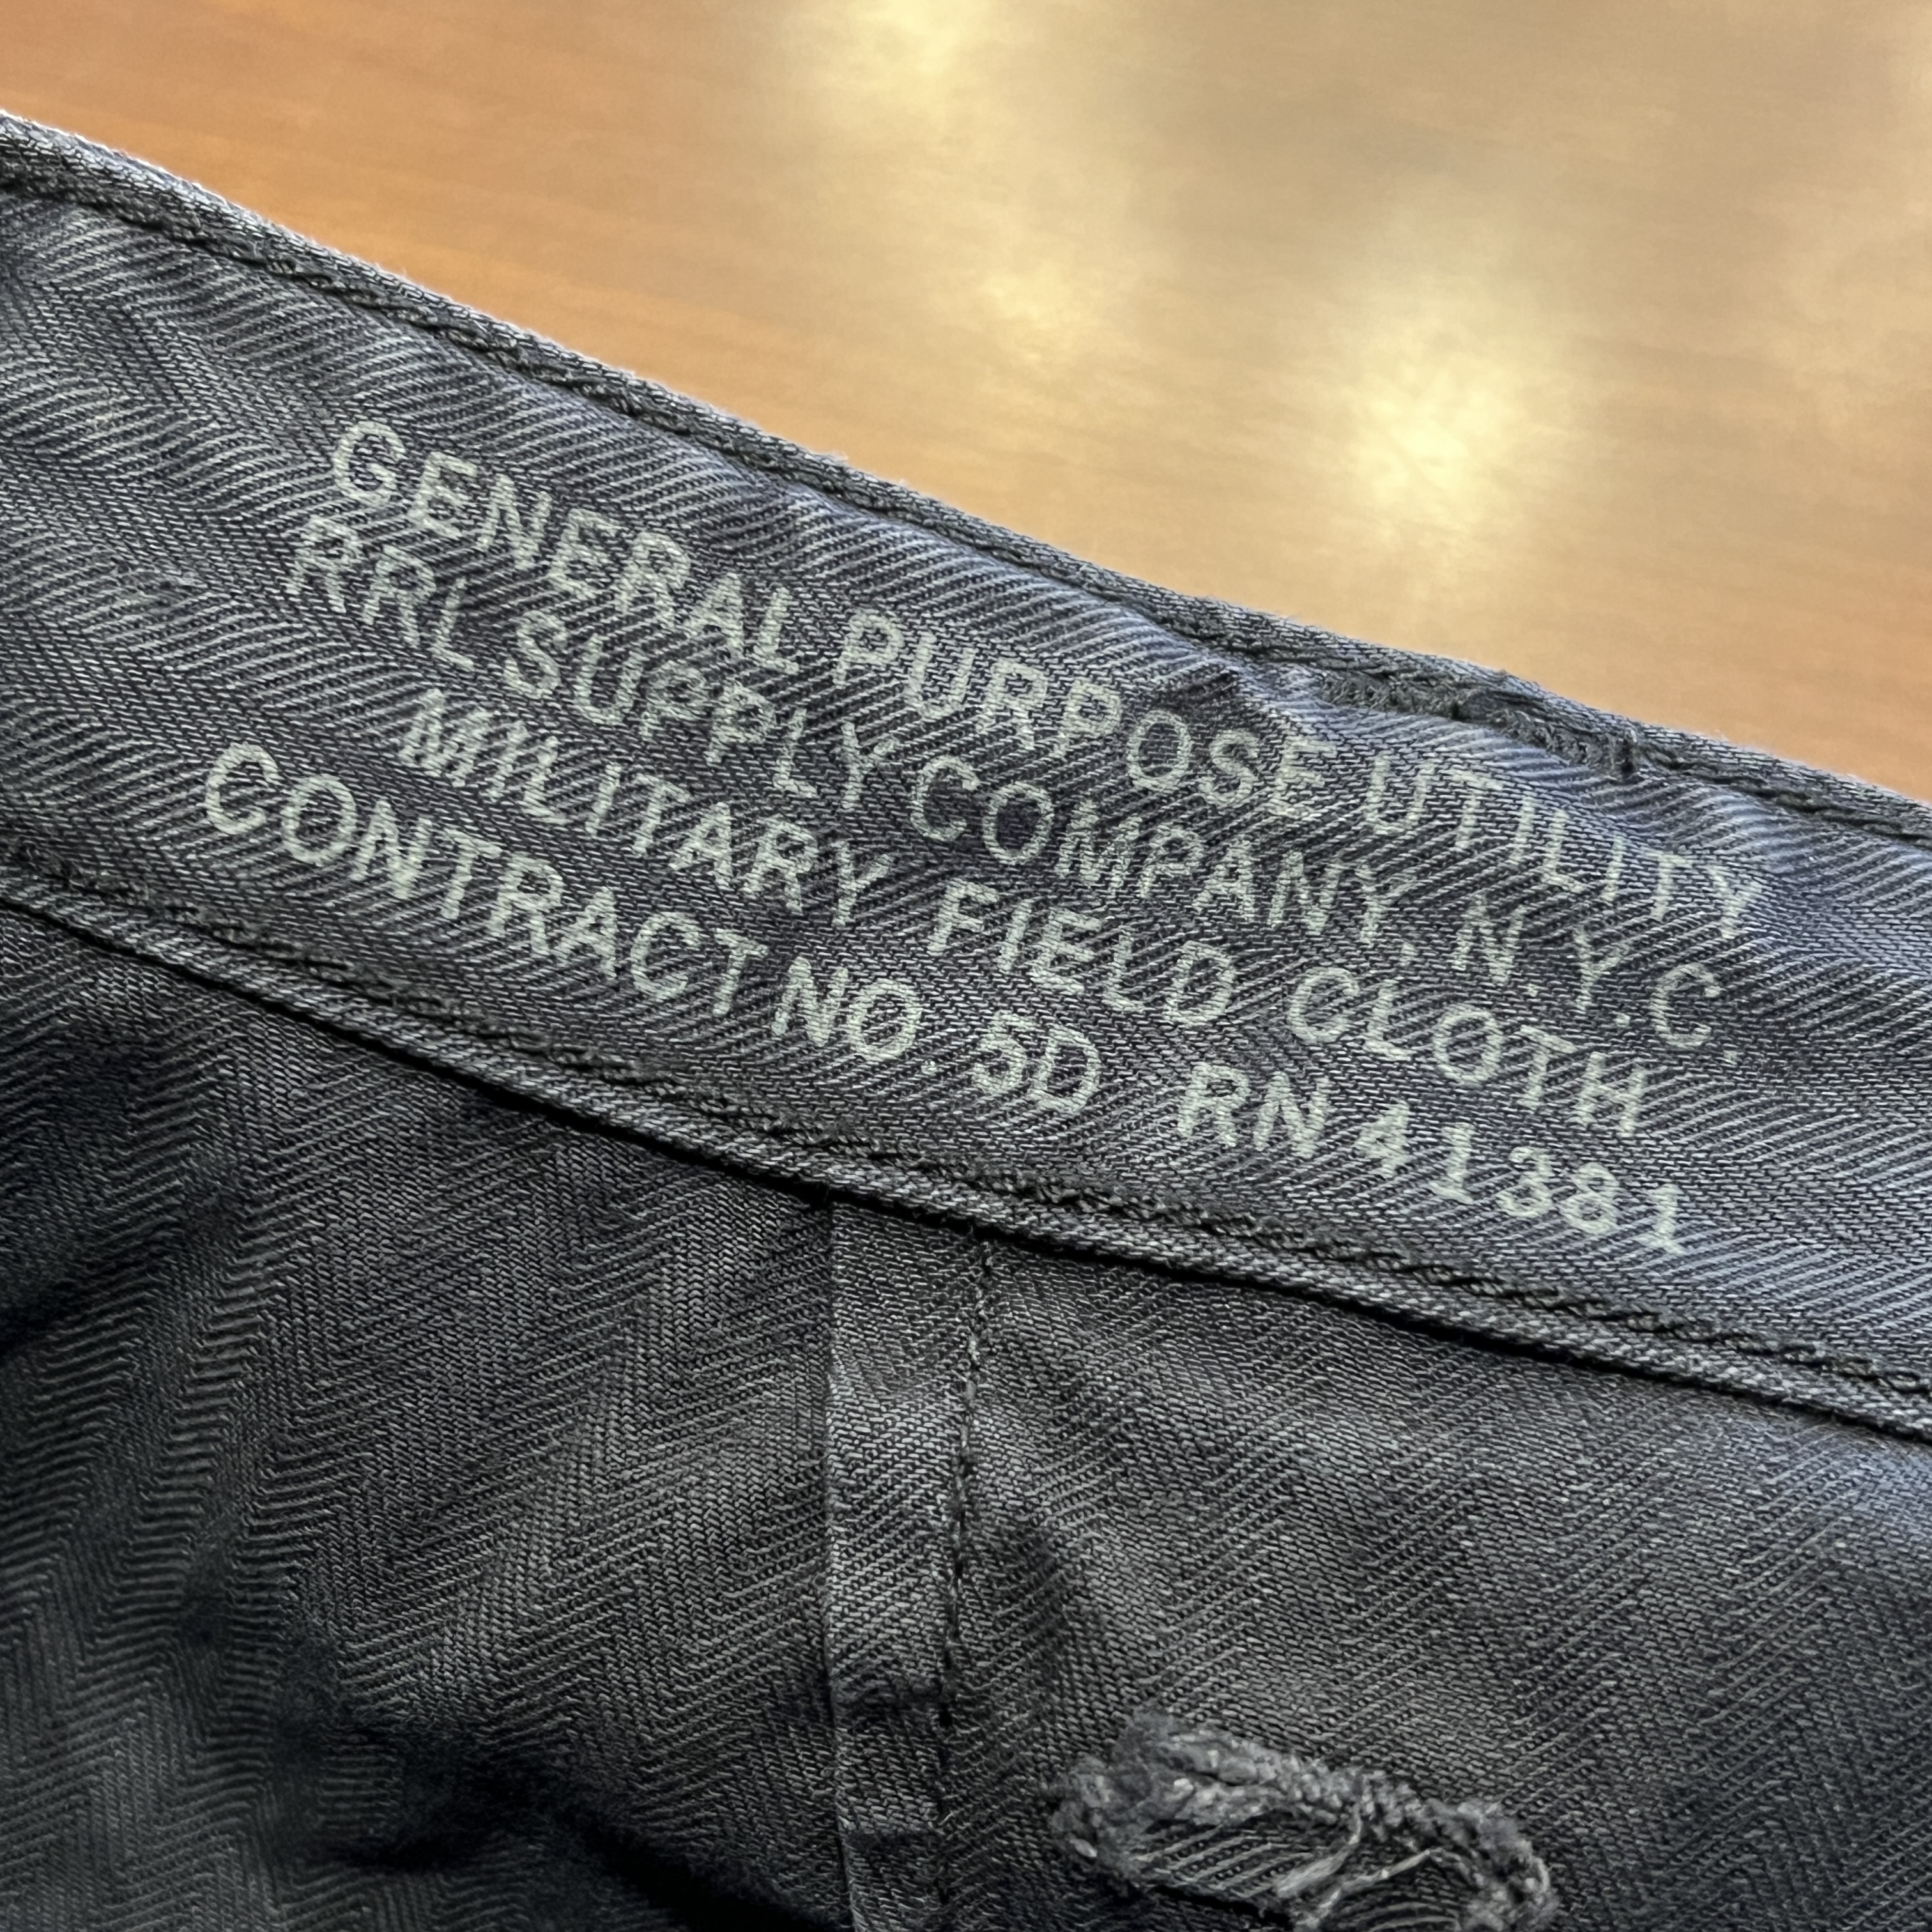 GENERAL PURPOSE UTILITY
RRL SUPPLY COMPANY, N.Y.C.
MILITARY FIELD CLOTH
CONTRACT NO. 5D RN 41381